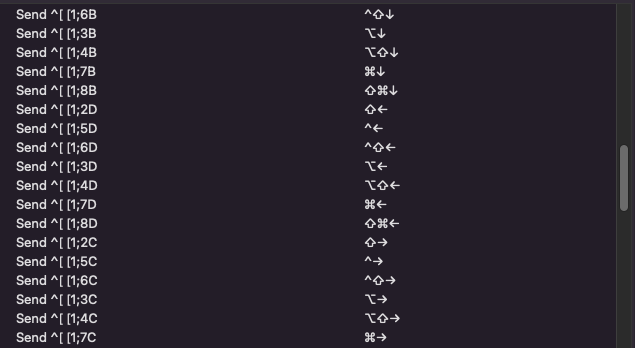 Send ^[ [1;6B ^⇧↓
Send ^[ [1;3B ⌥↓
Send ^[ [1;4B ⌥⇧↓
Send ^[ [1;7B ⌘↓
Send ^[ [1;8B ⇧⌘↓
Send ^[ [1;2D ⇧←
Send ^[ [1;5D ^←
Send ^[ [1;6D ^⇧←
Send ^[ [1;3D ⌥←
Send ^[ [1;4D ⌥⇧←
Send ^[ [1;7D ⌘←
Send ^[ [1;8D ⇧⌘←
Send ^[ [1;2C ⇧→
Send ^[ [1;5C ^→
Send ^[ [1;6C ^⇧→
Send ^[ [1;3C ⌥→
Send ^[ [1;4C ⌥⇧→
Send ^[ [1;7C ⌘→